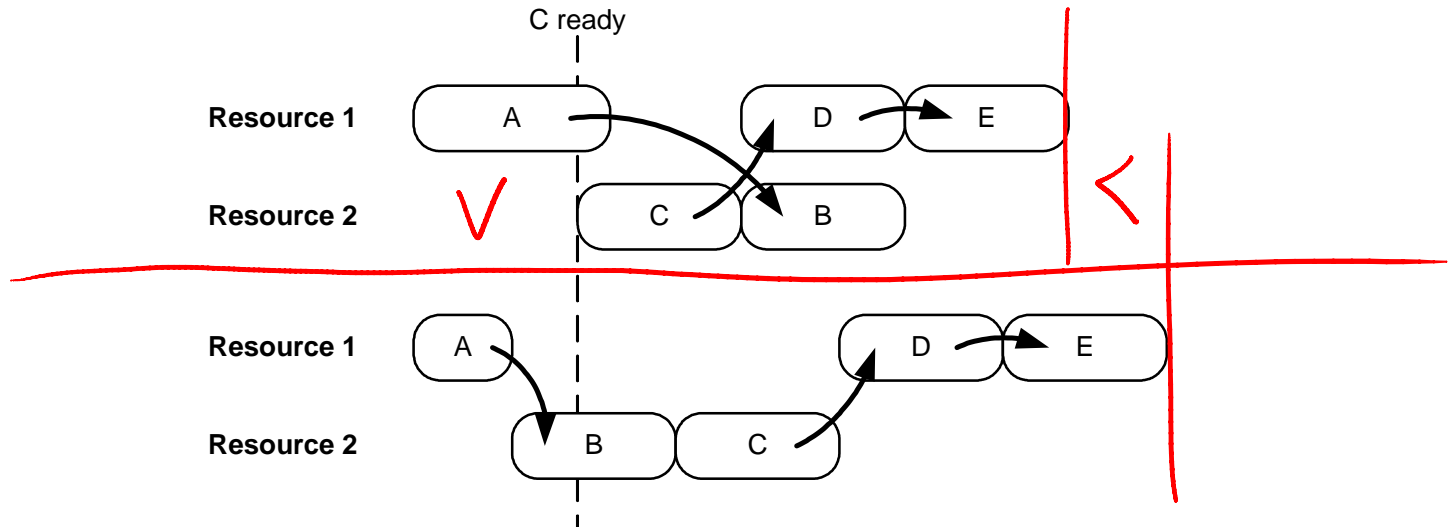 C ready
Resource 1 A D E
Resource 2 C B
Resource 1 A D E
Resource 2 B C